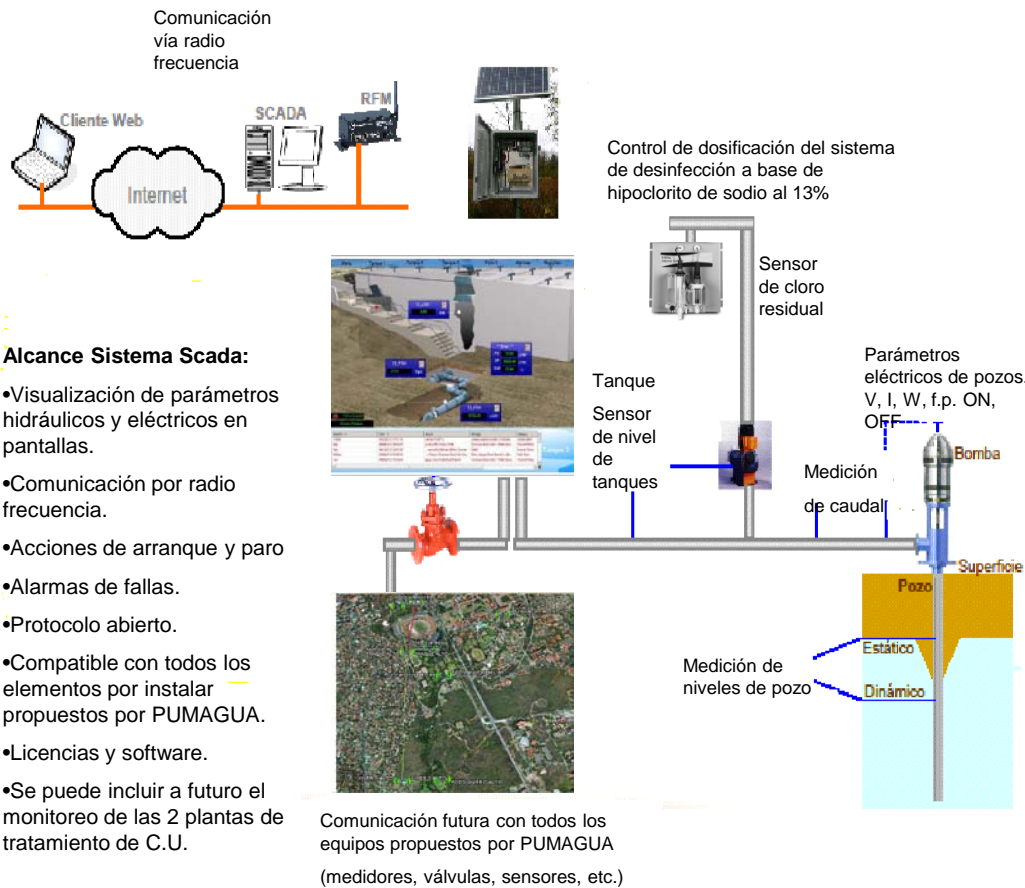 Comunicación
vía radio
frecuencia
Cliente Web
Internet
SCADA
RFM
Control de dosificación del sistema
de desinfección a base de
hipoclorito de sodio al 13%
Sensor
de cloro
residual
Alcance Sistema Scada:
•Visualización de parámetros
hidráulicos y eléctricos en
pantallas.
•Comunicación por radio
frecuencia.
•Acciones de arranque y paro
•Alarmas de fallas.
•Protocolo abierto.
•Compatible con todos los
elementos por instalar
propuestos por PUMAGUA.
•Licencias y software.
•Se puede incluir a futuro el
monitoreo de las 2 plantas de
tratamiento de C.U.
Tanque
Sensor
de nivel
de
tanques
Medición
de caudal
Parámetros
eléctricos de pozos.
V, I, W, f.p. ON,
OFF
Bomba
Superficie
Pozo
Estático
Dinámico
Medición de
niveles de pozo
Comunicación futura con todos los
equipos propuestos por PUMAGUA
(medidores, válvulas, sensores, etc.)